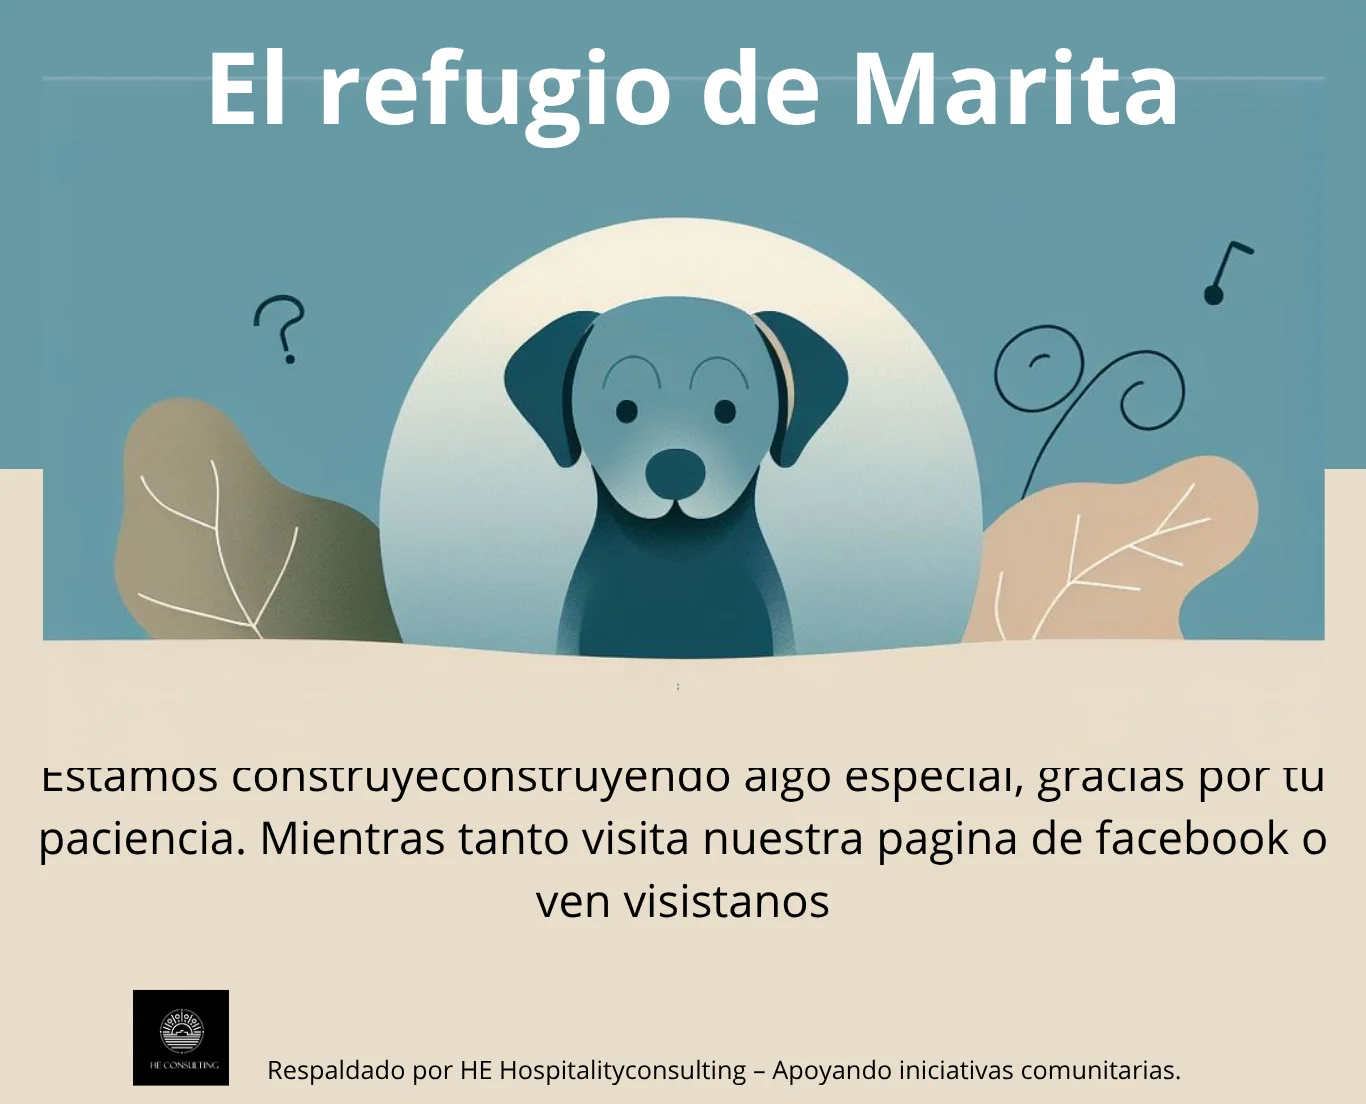 El refugio de Marita
Estamos construyeconstruyendo algo especial, gracias por tu
paciencia. Mientras tanto visita nuestra pagina de facebook o
ven visistanos
HE CONSULTING
Respaldado por HE Hospitalityconsulting – Apoyando iniciativas comunitarias.